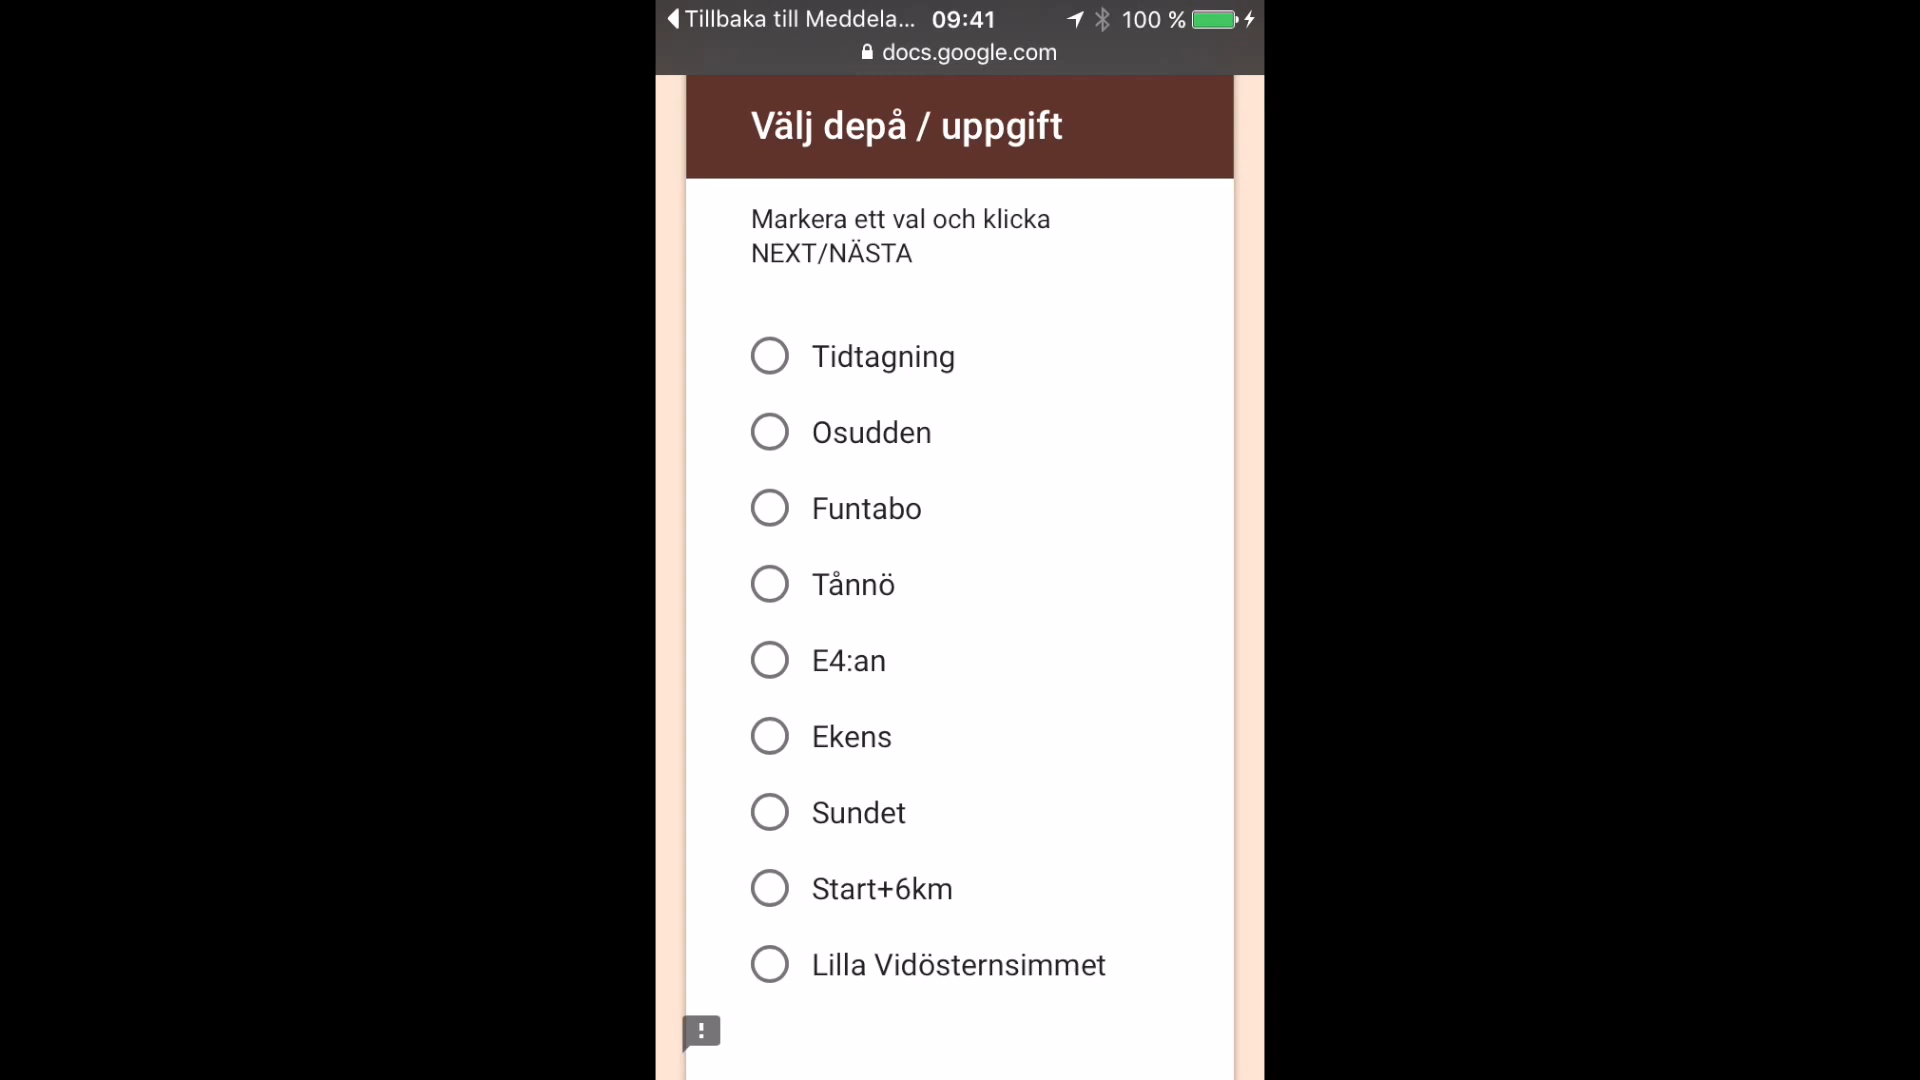 Tillbaka till Meddela... 09:41 100 %
docs.google.com
Välj depå / uppgift
Markera ett val och klicka
NEXT/NÄSTA
Tidtagning
Osudden
Funtabo
Tånnö
E4:an
Ekens
Sundet
Start+6km
Lilla Vidösternsimmet
!